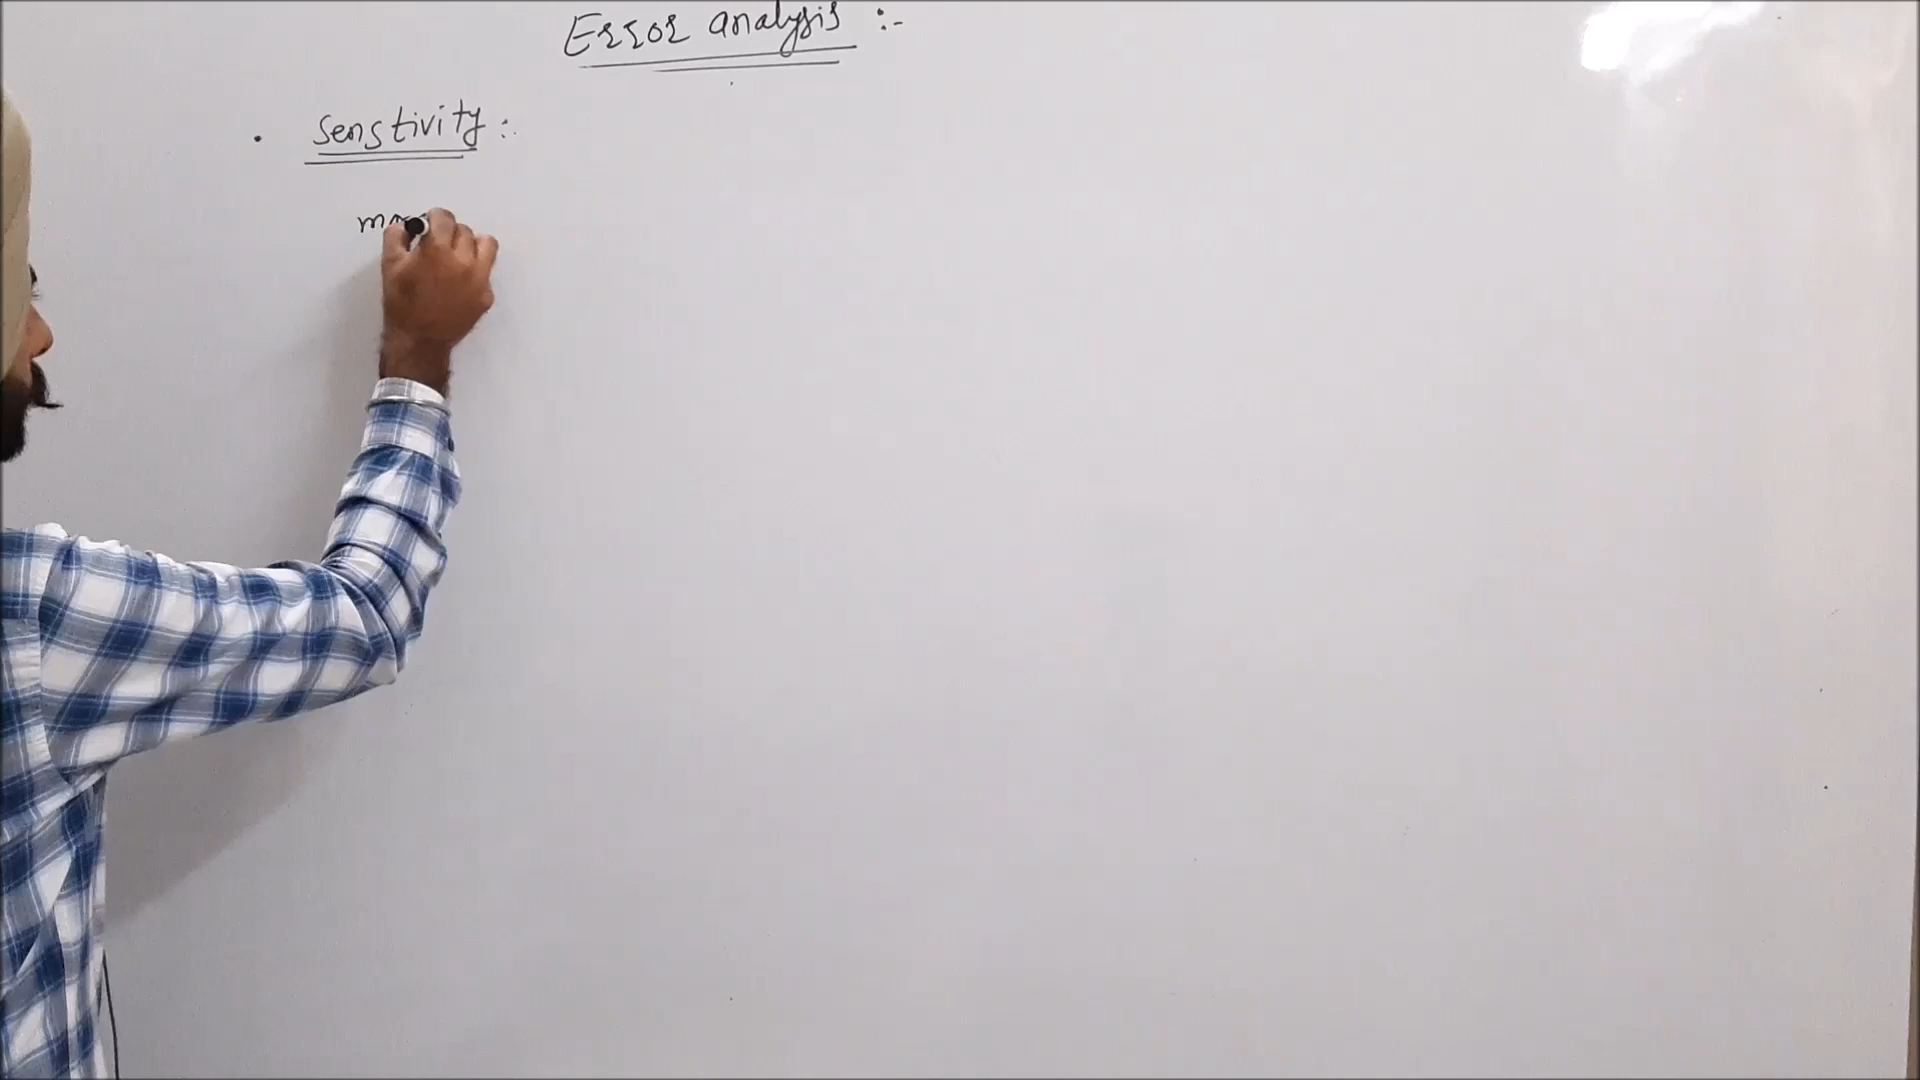 Error analysis :-
. Senstivity :